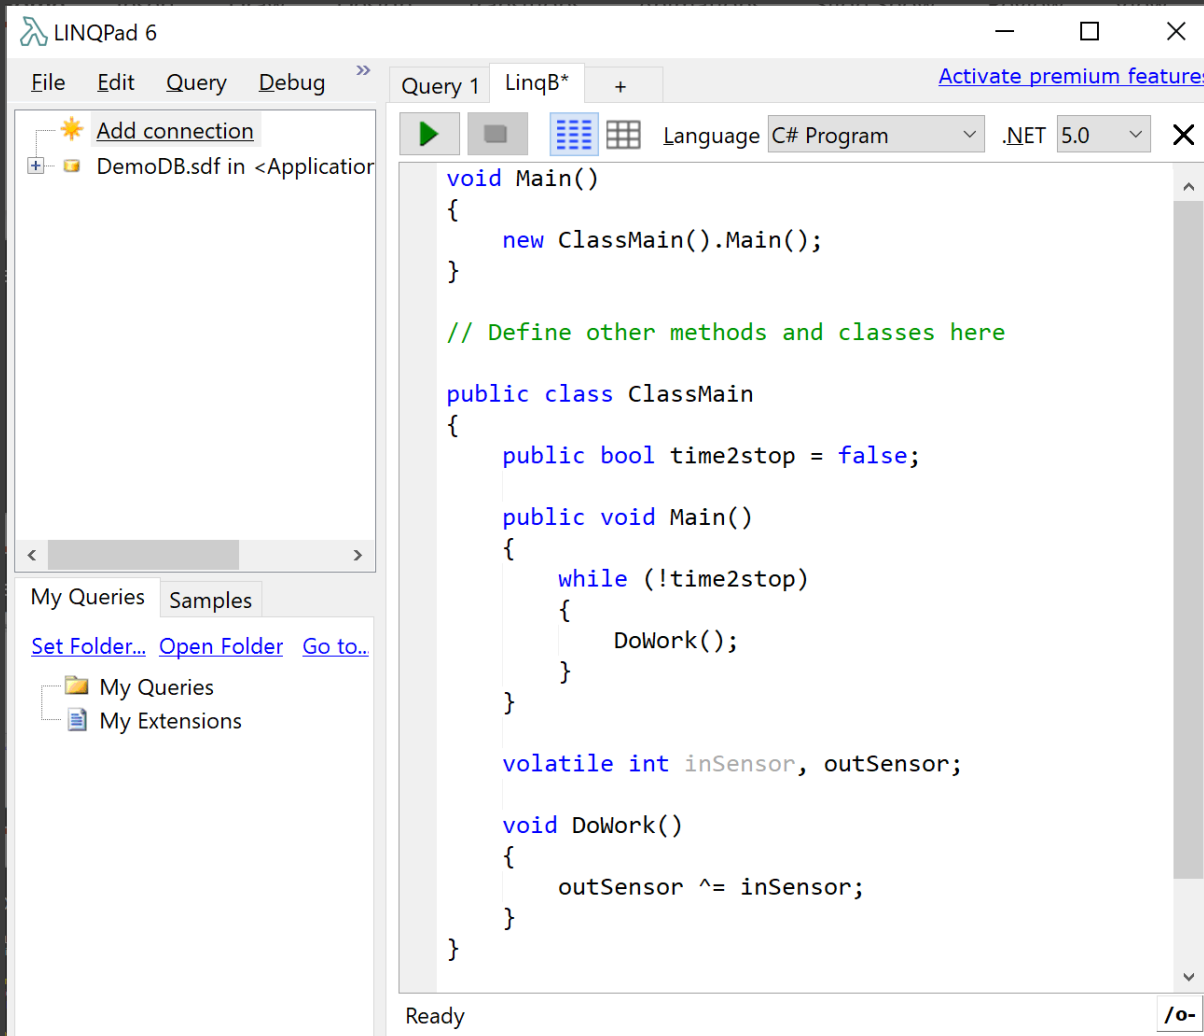 LINQPad 6
File Edit Query Debug »
Add connection
DemoDB.sdf in <Application
My Queries Samples
Set Folder... Open Folder Go to...
My Queries
My Extensions
Query 1 LinqB* + Activate premium features
Language C# Program .NET 5.0
void Main()
{
    new ClassMain().Main();
}
// Define other methods and classes here
public class ClassMain
{
    public bool time2stop = false;
    public void Main()
    {
        while (!time2stop)
        {
            DoWork();
        }
    }
    volatile int inSensor, outSensor;
    void DoWork()
    {
        outSensor ^= inSensor;
    }
}
Ready /o-